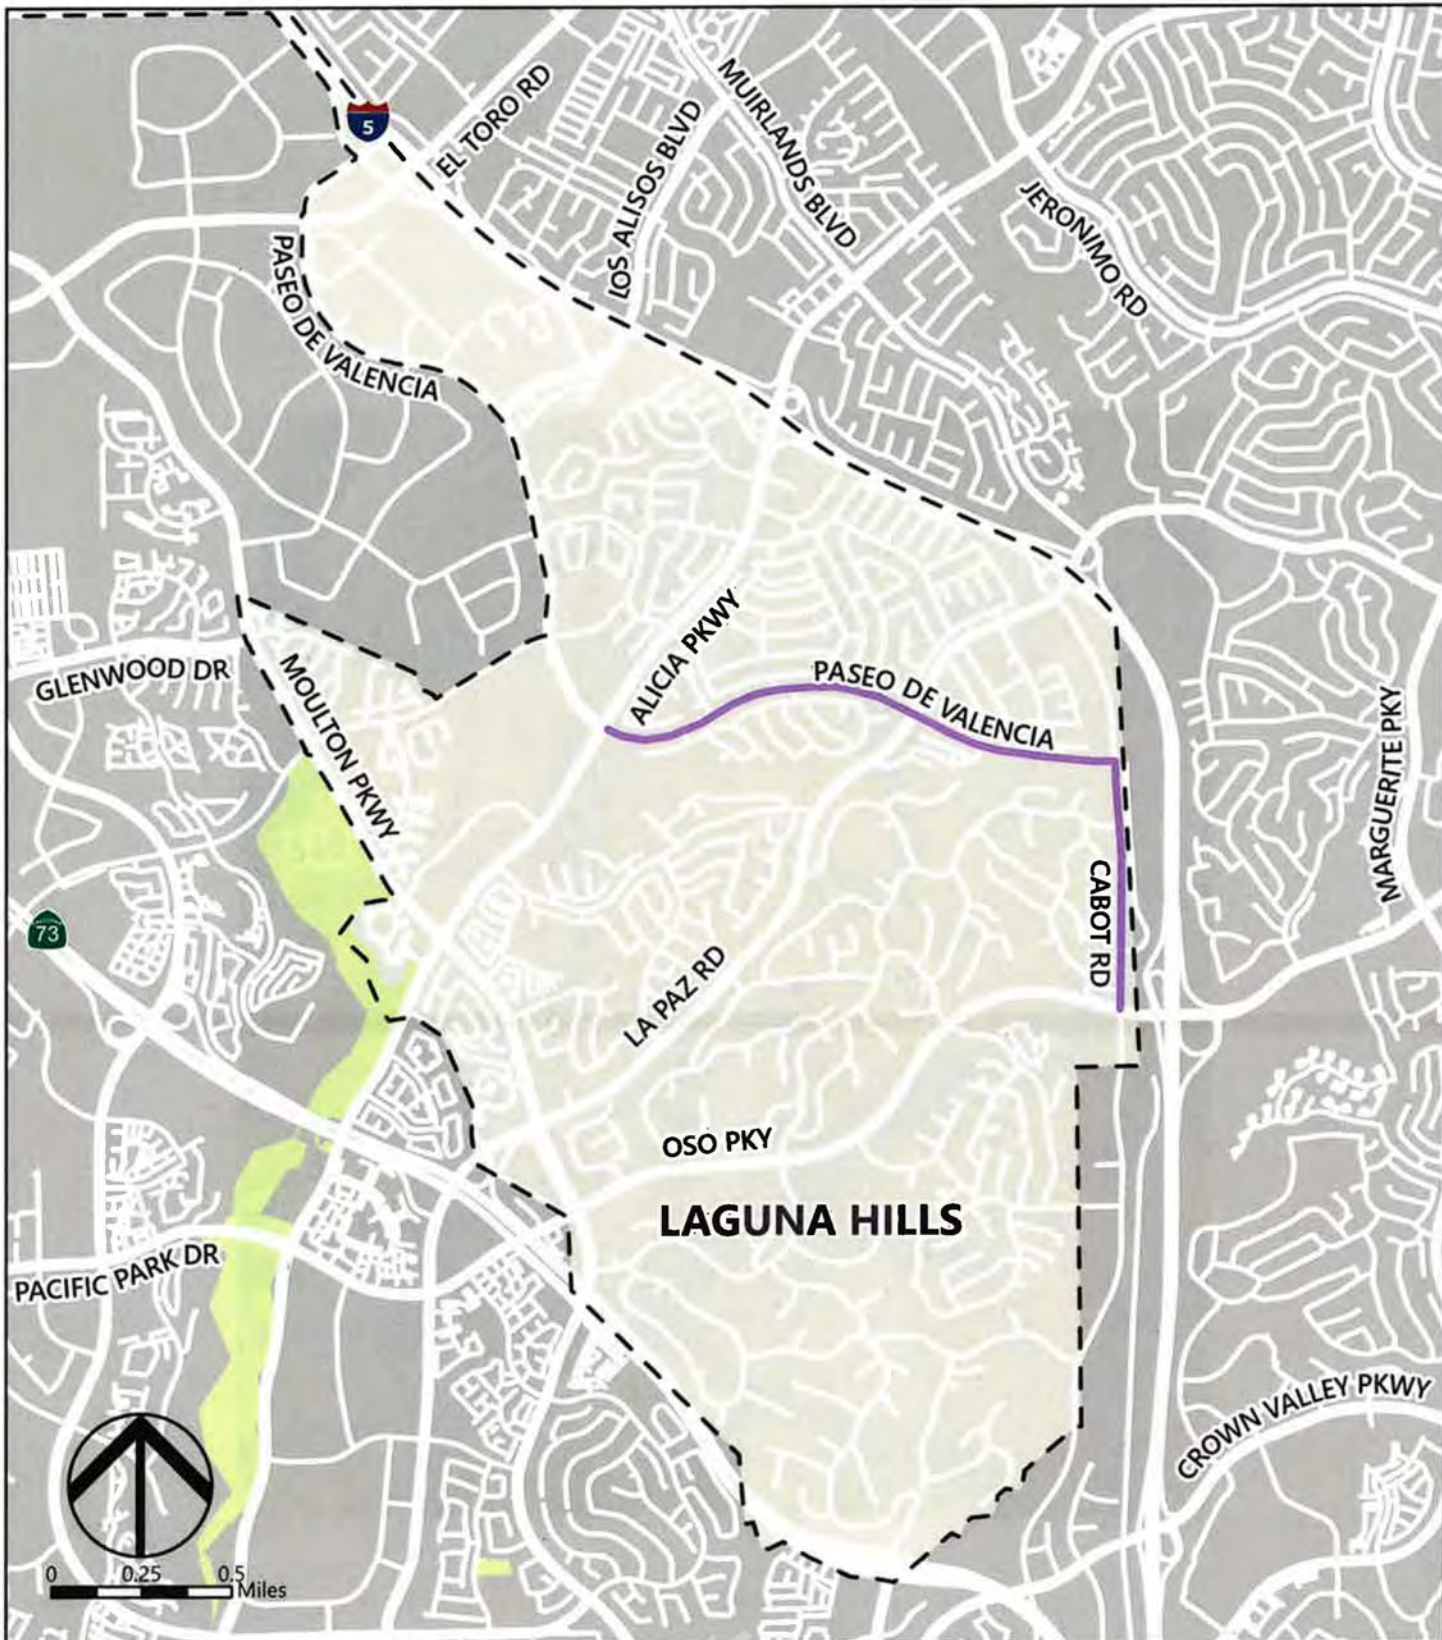 5
EL TORO RD
LOS ALISOS BLVD
MUIRLANDS BLVD
JERONIMO RD
PASEO DE VALENCIA
ALICIA PKWY
GLENWOOD DR
MOULTON PKWY
PASEO DE VALENCIA
MARGUERITE PKY
CABOT RD
73
LA PAZ RD
OSO PKY
LAGUNA HILLS
PACIFIC PARK DR
CROWN VALLEY PKWY
0 0.25 0.5
Miles